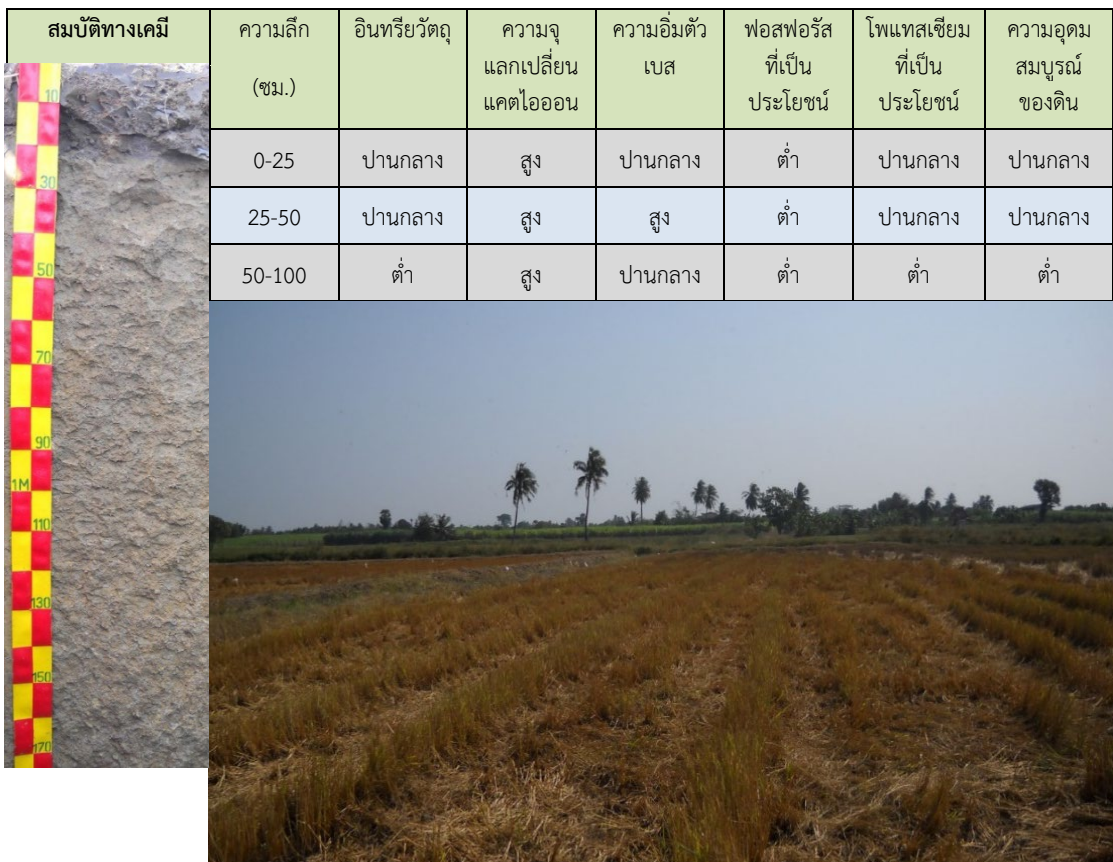 สมบัติทางเคมี ความลึก (ซม.) อินทรียวัตถุ ความจุแลกเปลี่ยนแคตไอออน ความอิ่มตัวเบส ฟอสฟอรัสที่เป็นประโยชน์ โพแทสเซียมที่เป็นประโยชน์ ความอุดมสมบูรณ์ของดิน
0-25 ปานกลาง สูง ปานกลาง ต่ำ ปานกลาง ปานกลาง
25-50 ปานกลาง สูง สูง ต่ำ ปานกลาง ปานกลาง
50-100 ต่ำ สูง ปานกลาง ต่ำ ต่ำ ต่ำ
10
30
50
70
90
1M
110
130
150
170